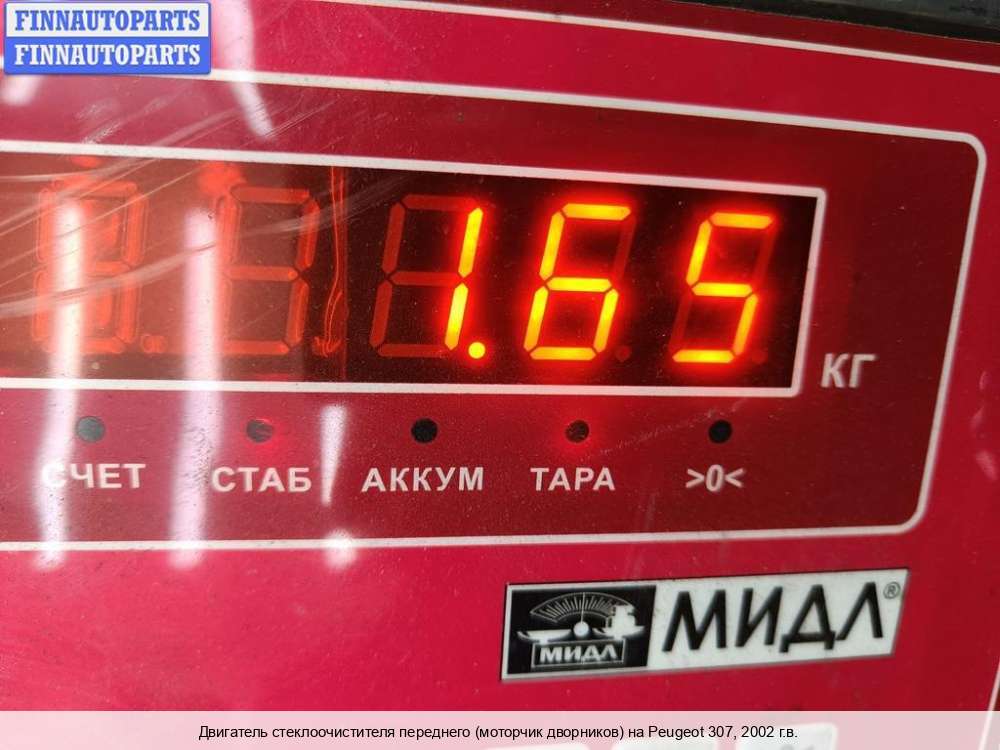 FINNAUTOPARTS
FINNAUTOPARTS
1.65
КГ
СЧЕТ СТАБ АККУМ ТАРА >0<
МИДЛ МИДЛ®
Двигатель стеклоочистителя переднего (моторчик дворников) на Peugeot 307, 2002 г.в.